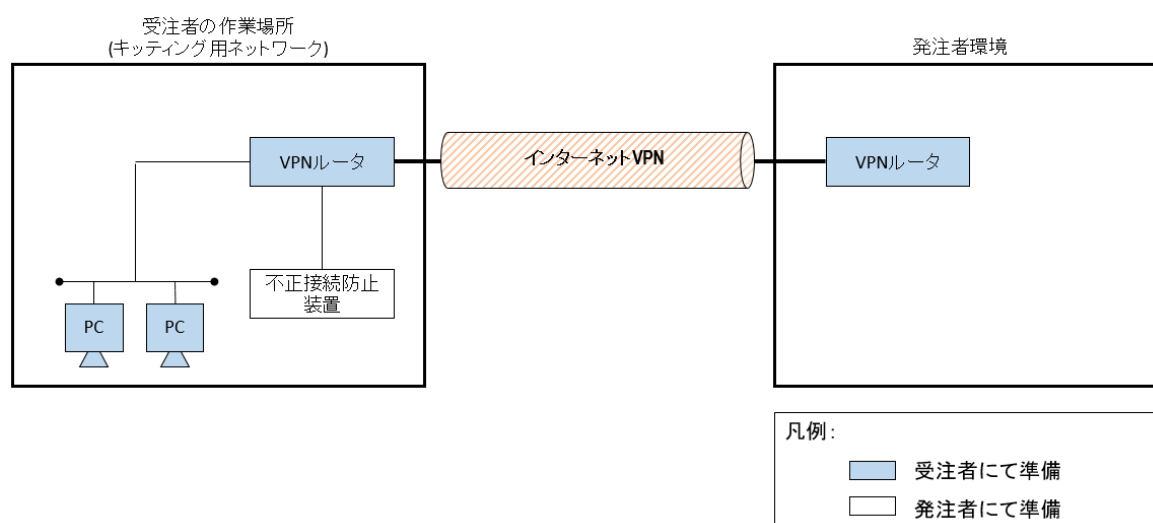 受注者の作業場所
(キッティング用ネットワーク)
発注者環境
VPNルータ
インターネットVPN
VPNルータ
不正接続防止
装置
PC
PC
凡例:
受注者にて準備
発注者にて準備